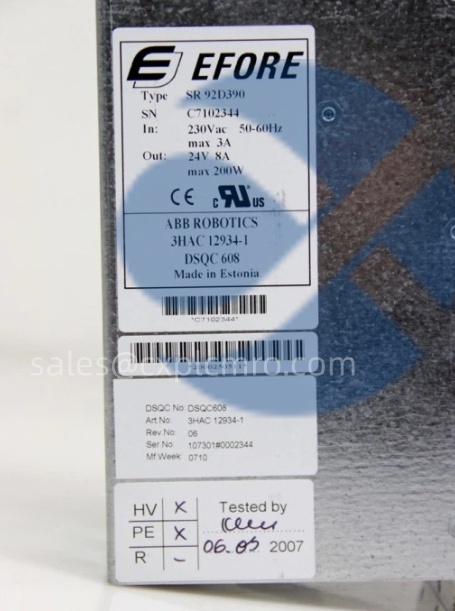 EFORE
Type SR 92D390
SN C7102344
In: 230Vac 50-60Hz
max 3A
Out: 24V 8A
max 200W
CE c RU US
ABB ROBOTICS
3HAC 12934-1
DSQC 608
Made in Estonia
*C7102344*
sales@cxplcmro.com
DSQC No: DSQC608
Art No: 3HAC 12934-1
Rev.No: 06
Ser No: 107301#0002344
Mf Week 0710
HV x Tested by
PE x
R - 06.03 2007